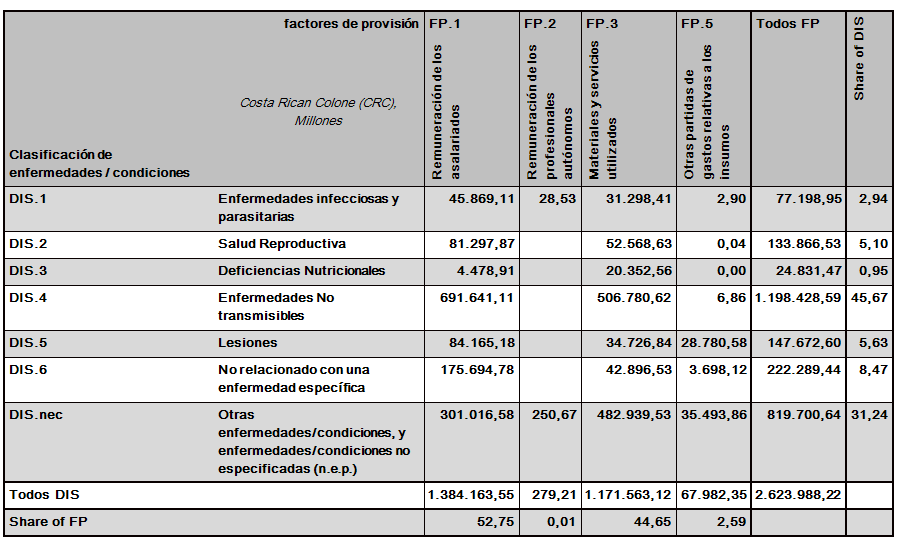 factores de provisión FP.1 FP.2 FP.3 FP.5 Todos FP Share of DIS
Costa Rican Colone (CRC),
Millones
Clasificación de
enfermedades / condiciones
Remuneración de los
asalariados
Remuneración de los
profesionales
autónomos
Materiales y servicios
utilizados
Otras partidas de
gastos relativas a los
insumos
DIS.1 Enfermedades infecciosas y 45.869,11 28,53 31.298,41 2,90 77.198,95 2,94
parasitarias
DIS.2 Salud Reproductiva 81.297,87 52.568,63 0,04 133.866,53 5,10
DIS.3 Deficiencias Nutricionales 4.478,91 20.352,56 0,00 24.831,47 0,95
DIS.4 Enfermedades No 691.641,11 506.780,62 6,86 1.198.428,59 45,67
transmisibles
DIS.5 Lesiones 84.165,18 34.726,84 28.780,58 147.672,60 5,63
DIS.6 No relacionado con una 175.694,78 42.896,53 3.698,12 222.289,44 8,47
enfermedad específica
DIS.nec Otras 301.016,58 250,67 482.939,53 35.493,86 819.700,64 31,24
enfermedades/condiciones, y
enfermedades/condiciones no
especificadas (n.e.p.)
Todos DIS 1.384.163,55 279,21 1.171.563,12 67.982,35 2.623.988,22
Share of FP 52,75 0,01 44,65 2,59